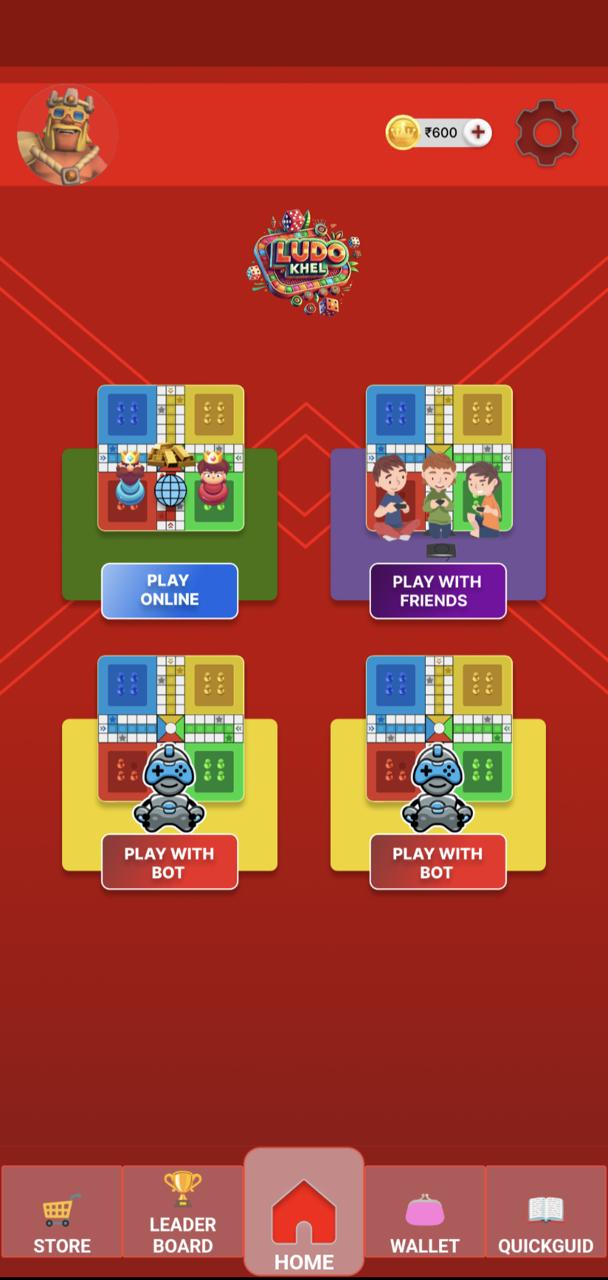 ₹600
LUDO
KHEL
PLAY
ONLINE
PLAY WITH
FRIENDS
PLAY WITH
BOT
PLAY WITH
BOT
STORE
LEADER
BOARD
HOME
WALLET
QUICKGUID